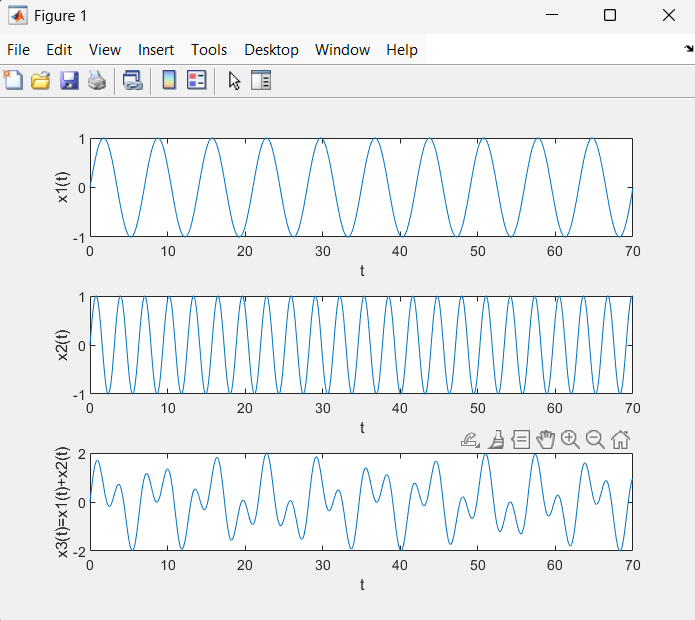 Figure 1
File Edit View Insert Tools Desktop Window Help
1
0
-1
x1(t)
0 10 20 30 40 50 60 70
t
1
0
-1
x2(t)
0 10 20 30 40 50 60 70
t
2
0
-2
x3(t)=x1(t)+x2(t)
0 10 20 30 40 50 60 70
t